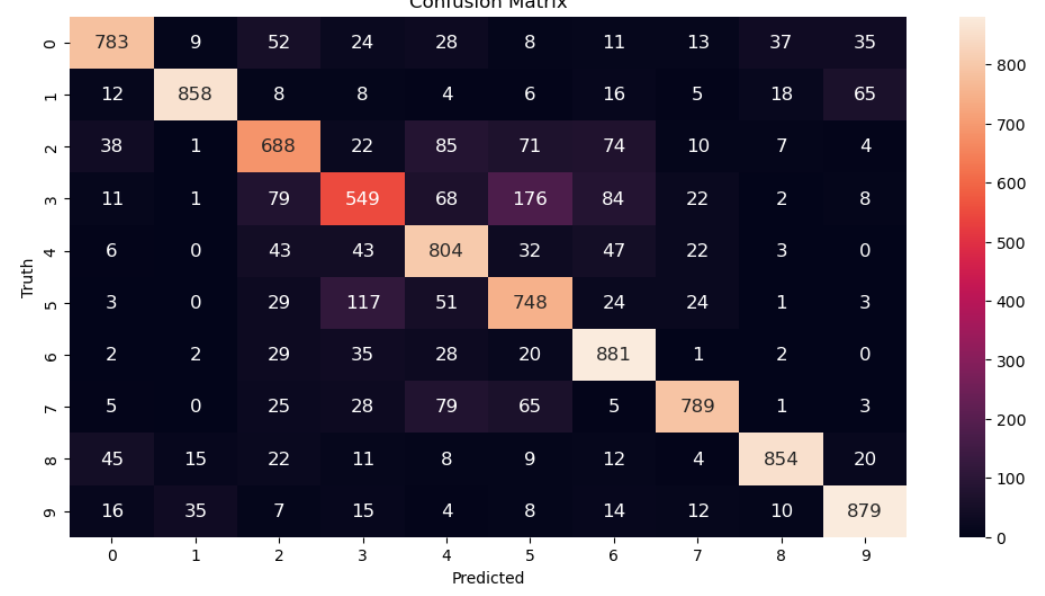 Confusion Matrix
0 783 9 52 24 28 8 11 13 37 35
1 12 858 8 8 4 6 16 5 18 65
2 38 1 688 22 85 71 74 10 7 4
3 11 1 79 549 68 176 84 22 2 8
4 6 0 43 43 804 32 47 22 3 0
5 3 0 29 117 51 748 24 24 1 3
6 2 2 29 35 28 20 881 1 2 0
7 5 0 25 28 79 65 5 789 1 3
8 45 15 22 11 8 9 12 4 854 20
9 16 35 7 15 4 8 14 12 10 879
0 1 2 3 4 5 6 7 8 9
Truth
Predicted
800
700
600
500
400
300
200
100
0